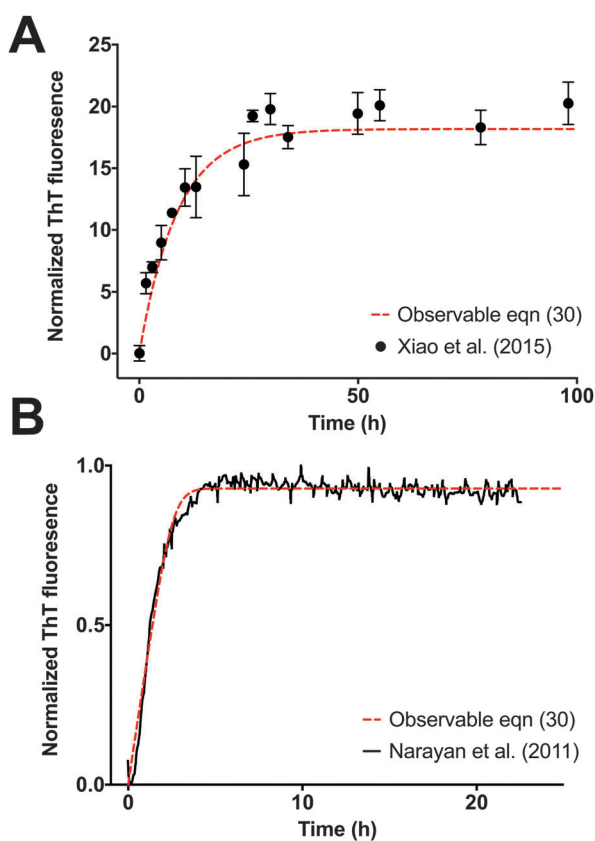 A
25
20
15
10
5
0
Normalized ThT fluoresence
Observable eqn (30)
Xiao et al. (2015)
0
50
100
Time (h)
B
1.0
0.5
0.0
Normalized ThT fluoresence
Observable eqn (30)
Narayan et al. (2011)
0
10
20
Time (h)